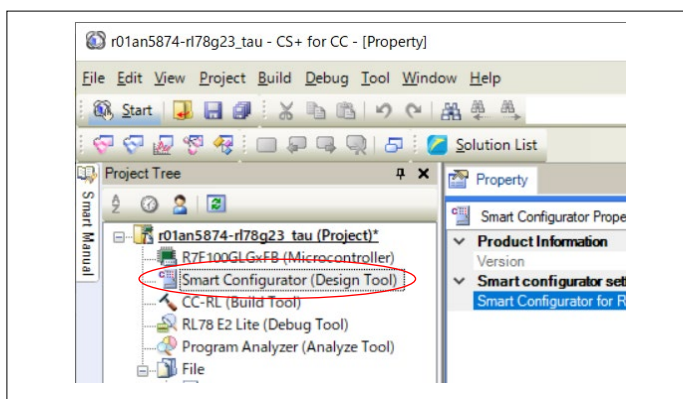 r01an5874-rl78g23_tau - CS+ for CC - [Property]
File Edit View Project Build Debug Tool Window Help
Start
Solution List
Project Tree
Property
Smart Manual
Smart Configurator Prope
r01an5874-rl78g23_tau (Project)*
Product Information
R7F100GLGxFB (Microcontroller)
Version
Smart Configurator (Design Tool)
Smart configurator set
CC-RL (Build Tool)
Smart Configurator for R
RL78 E2 Lite (Debug Tool)
Program Analyzer (Analyze Tool)
File